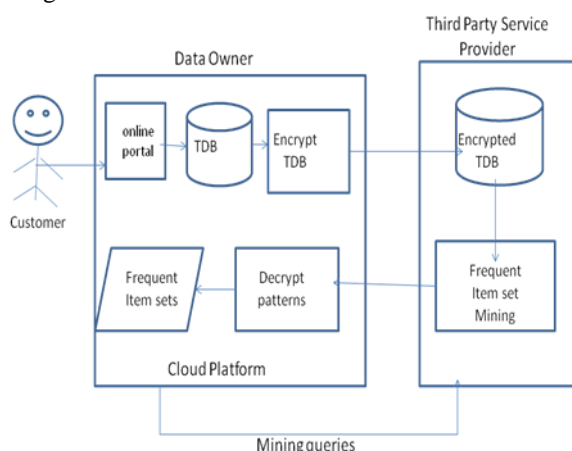 Third Party Service
Provider
Data Owner
online
portal
TDB
Encrypt
TDB
Encrypted
TDB
Customer
Frequent
Item sets
Decrypt
patterns
Frequent
Item set
Mining
Cloud Platform
Mining queries